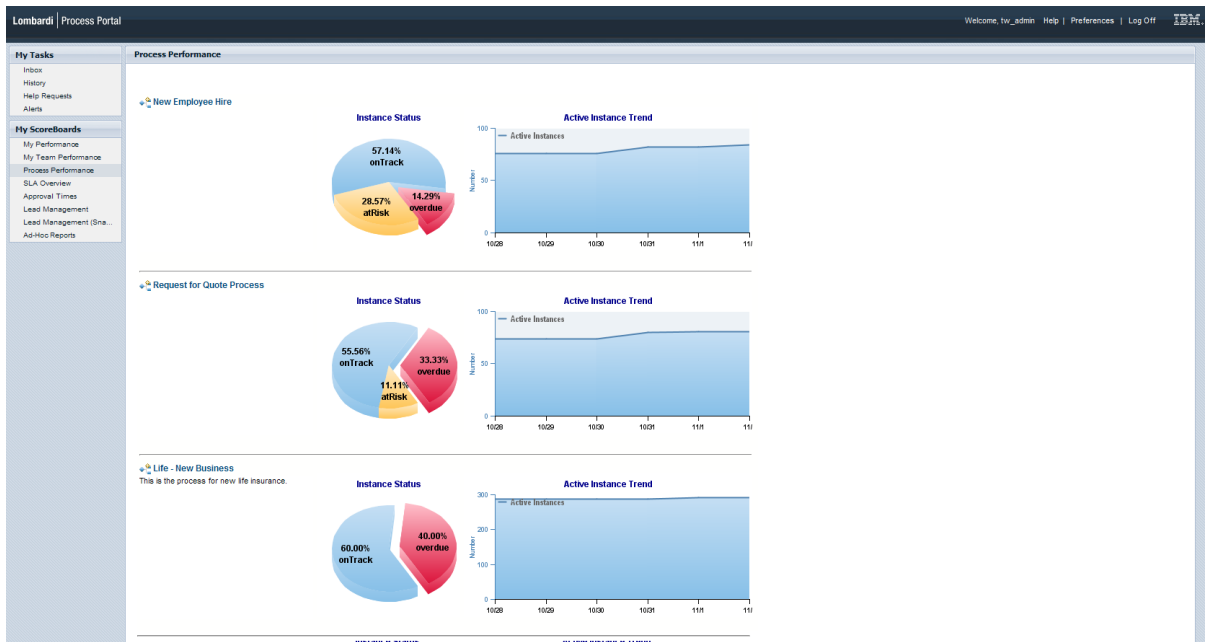 Lombardi | Process Portal
Welcome, tw_admin Help | Preferences | Log Off IBM.
My Tasks
Inbox
History
Help Requests
Alerts
My ScoreBoards
My Performance
My Team Performance
Process Performance
SLA Overview
Approval Times
Lead Management
Lead Management (Sna...
Ad-Hoc Reports
Process Performance
New Employee Hire
Instance Status
57.14%
onTrack
28.57%
atRisk
14.29%
overdue
Active Instance Trend
Active Instances
Number
100
50
0
10/28 10/29 10/30 10/31 11/1 11/
Request for Quote Process
Instance Status
55.56%
onTrack
33.33%
overdue
11.11%
atRisk
Active Instance Trend
Active Instances
Number
100
50
0
10/28 10/29 10/30 10/31 11/1 11/
Life - New Business
This is the process for new life insurance.
Instance Status
60.00%
onTrack
40.00%
overdue
Active Instance Trend
Active Instances
Number
300
200
100
0
10/28 10/29 10/30 10/31 11/1 11/